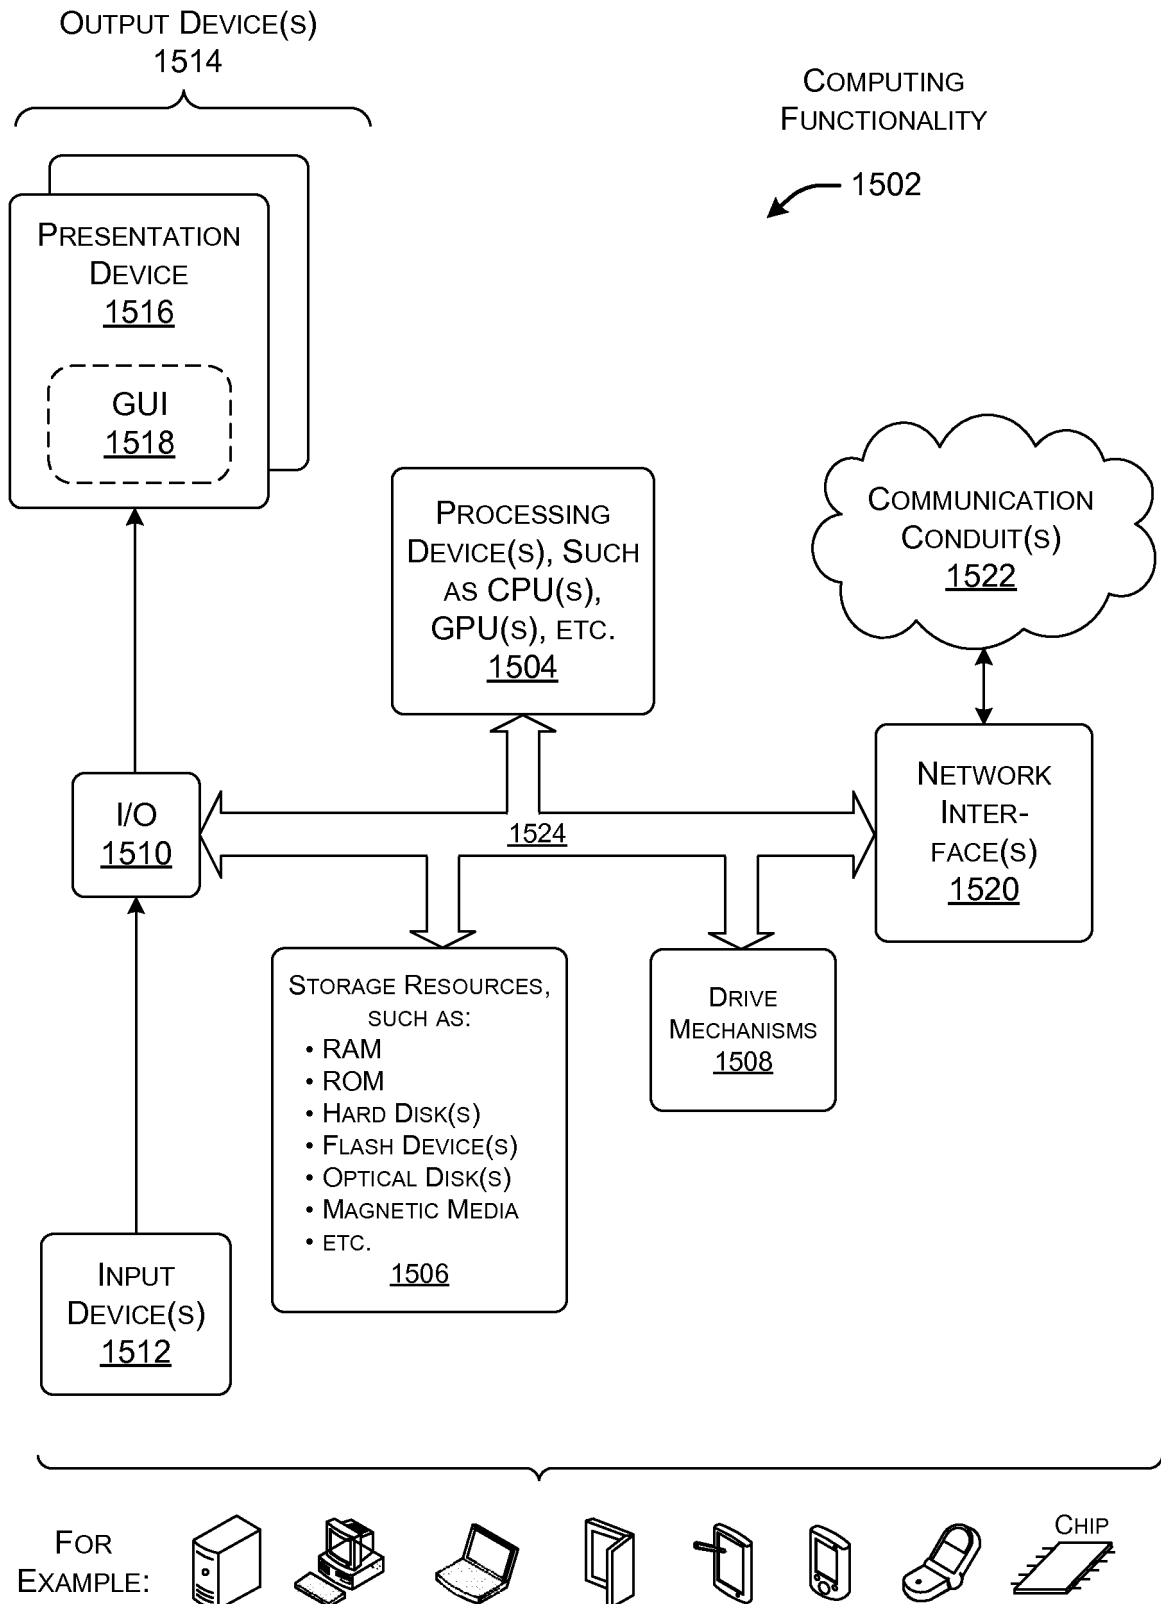 OUTPUT DEVICE(S)
1514
COMPUTING
FUNCTIONALITY
1502
PRESENTATION
DEVICE
1516
GUI
1518
PROCESSING
DEVICE(S), SUCH
AS CPU(S),
GPU(S), ETC.
1504
COMMUNICATION
CONDUIT(S)
1522
I/O
1510
1524
NETWORK
INTER-
FACE(S)
1520
STORAGE RESOURCES,
SUCH AS:
• RAM
• ROM
• HARD DISK(S)
• FLASH DEVICE(S)
• OPTICAL DISK(S)
• MAGNETIC MEDIA
• ETC.
1506
DRIVE
MECHANISMS
1508
INPUT
DEVICE(S)
1512
FOR
EXAMPLE:
CHIP